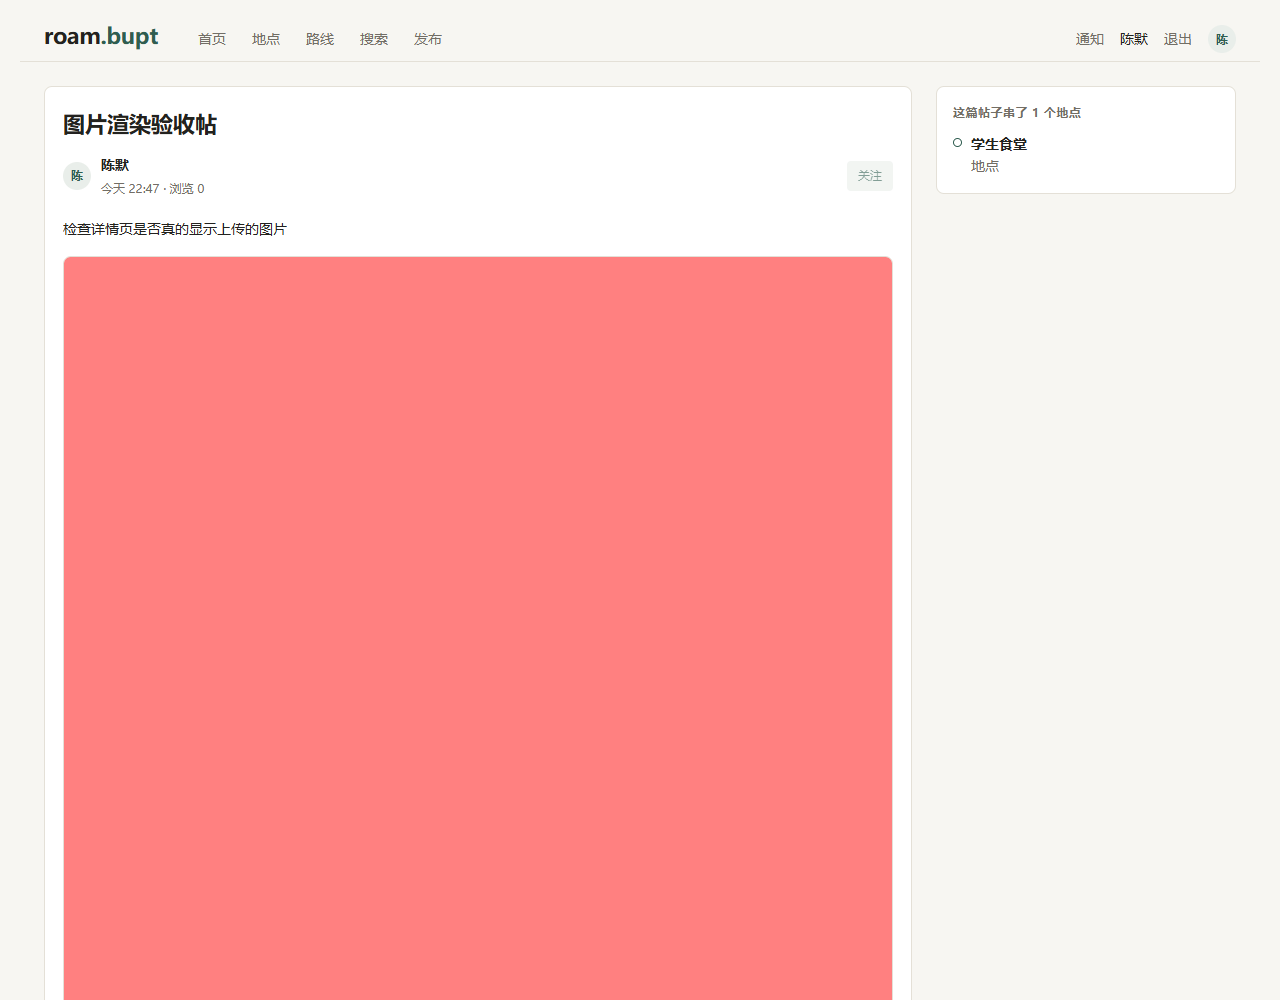 roam.bupt 首页 地点 路线 搜索 发布 通知 陈默 退出 陈
图片渲染验收帖
陈 陈默
今天 22:47 · 浏览 0
关注
检查详情页是否真的显示上传的图片
这篇帖子串了 1 个地点
学生食堂
地点